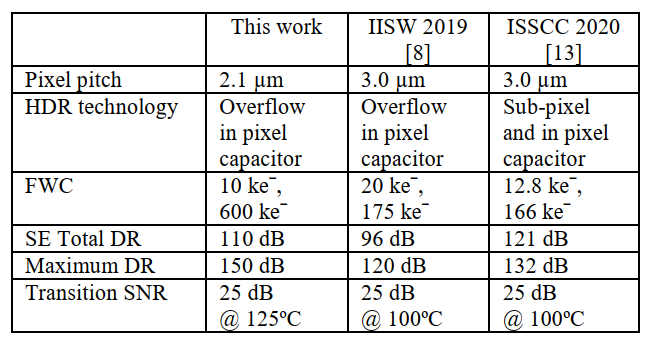 This work IISW 2019 ISSCC 2020
[8] [13]
Pixel pitch 2.1 µm 3.0 µm 3.0 µm
HDR technology Overflow Overflow Sub-pixel
in pixel in pixel and in pixel
capacitor capacitor capacitor
FWC 10 ke¯, 20 ke¯, 12.8 ke¯,
600 ke¯ 175 ke¯ 166 ke¯
SE Total DR 110 dB 96 dB 121 dB
Maximum DR 150 dB 120 dB 132 dB
Transition SNR 25 dB 25 dB 25 dB
@ 125ºC @ 100ºC @ 100ºC